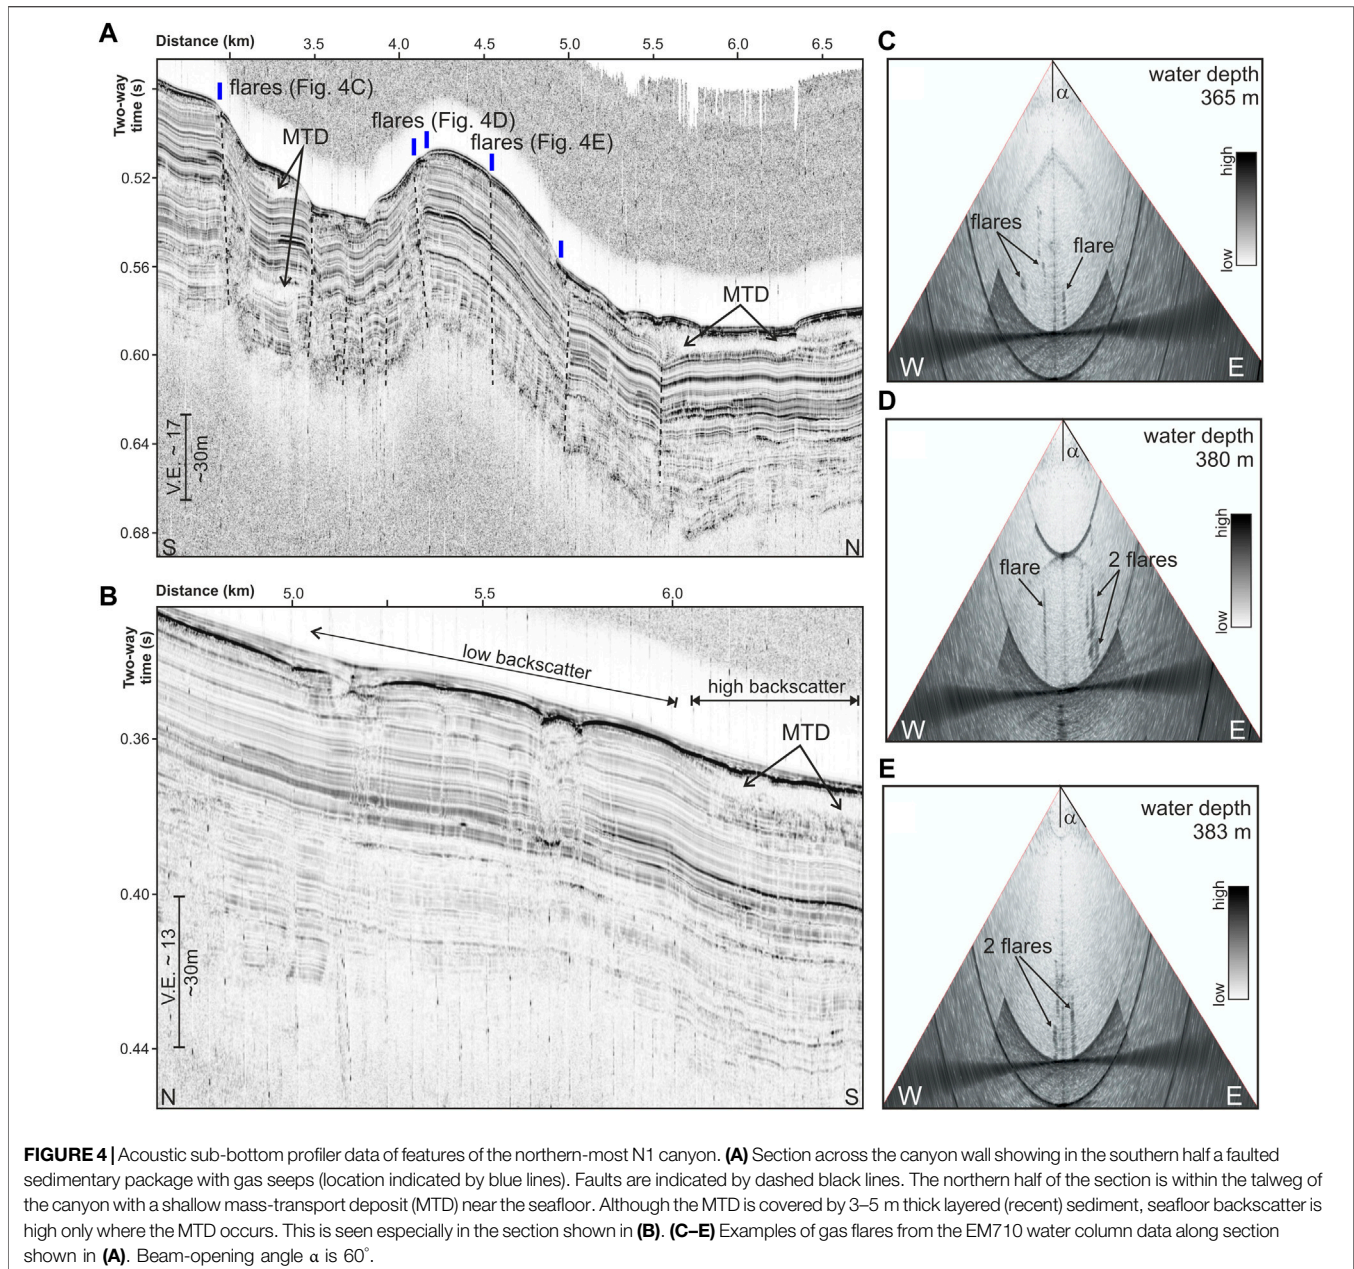 A
Distance (km)
3.5
4.0
4.5
5.0
5.5
6.0
6.5
Two-way
time (s)
flares (Fig. 4C)
flares (Fig. 4D)
flares (Fig. 4E)
MTD
MTD
0.52
0.56
0.60
0.64
0.68
V.E. ~ 17
~30m
S
N
B
Distance (km)
5.0
5.5
6.0
Two-way
time (s)
low backscatter
high backscatter
MTD
0.36
0.40
0.44
V.E. ~ 13
~30m
N
S
C
water depth
365 m
α
high
low
flares
flare
W
E
D
water depth
380 m
α
high
low
flare
2 flares
W
E
E
water depth
383 m
α
high
low
2 flares
W
E
FIGURE 4 | Acoustic sub-bottom profiler data of features of the northern-most N1 canyon. (A) Section across the canyon wall showing in the southern half a faulted
sedimentary package with gas seeps (location indicated by blue lines). Faults are indicated by dashed black lines. The northern half of the section is within the talweg of
the canyon with a shallow mass-transport deposit (MTD) near the seafloor. Although the MTD is covered by 3–5 m thick layered (recent) sediment, seafloor backscatter is
high only where the MTD occurs. This is seen especially in the section shown in (B). (C–E) Examples of gas flares from the EM710 water column data along section
shown in (A). Beam-opening angle α is 60°.